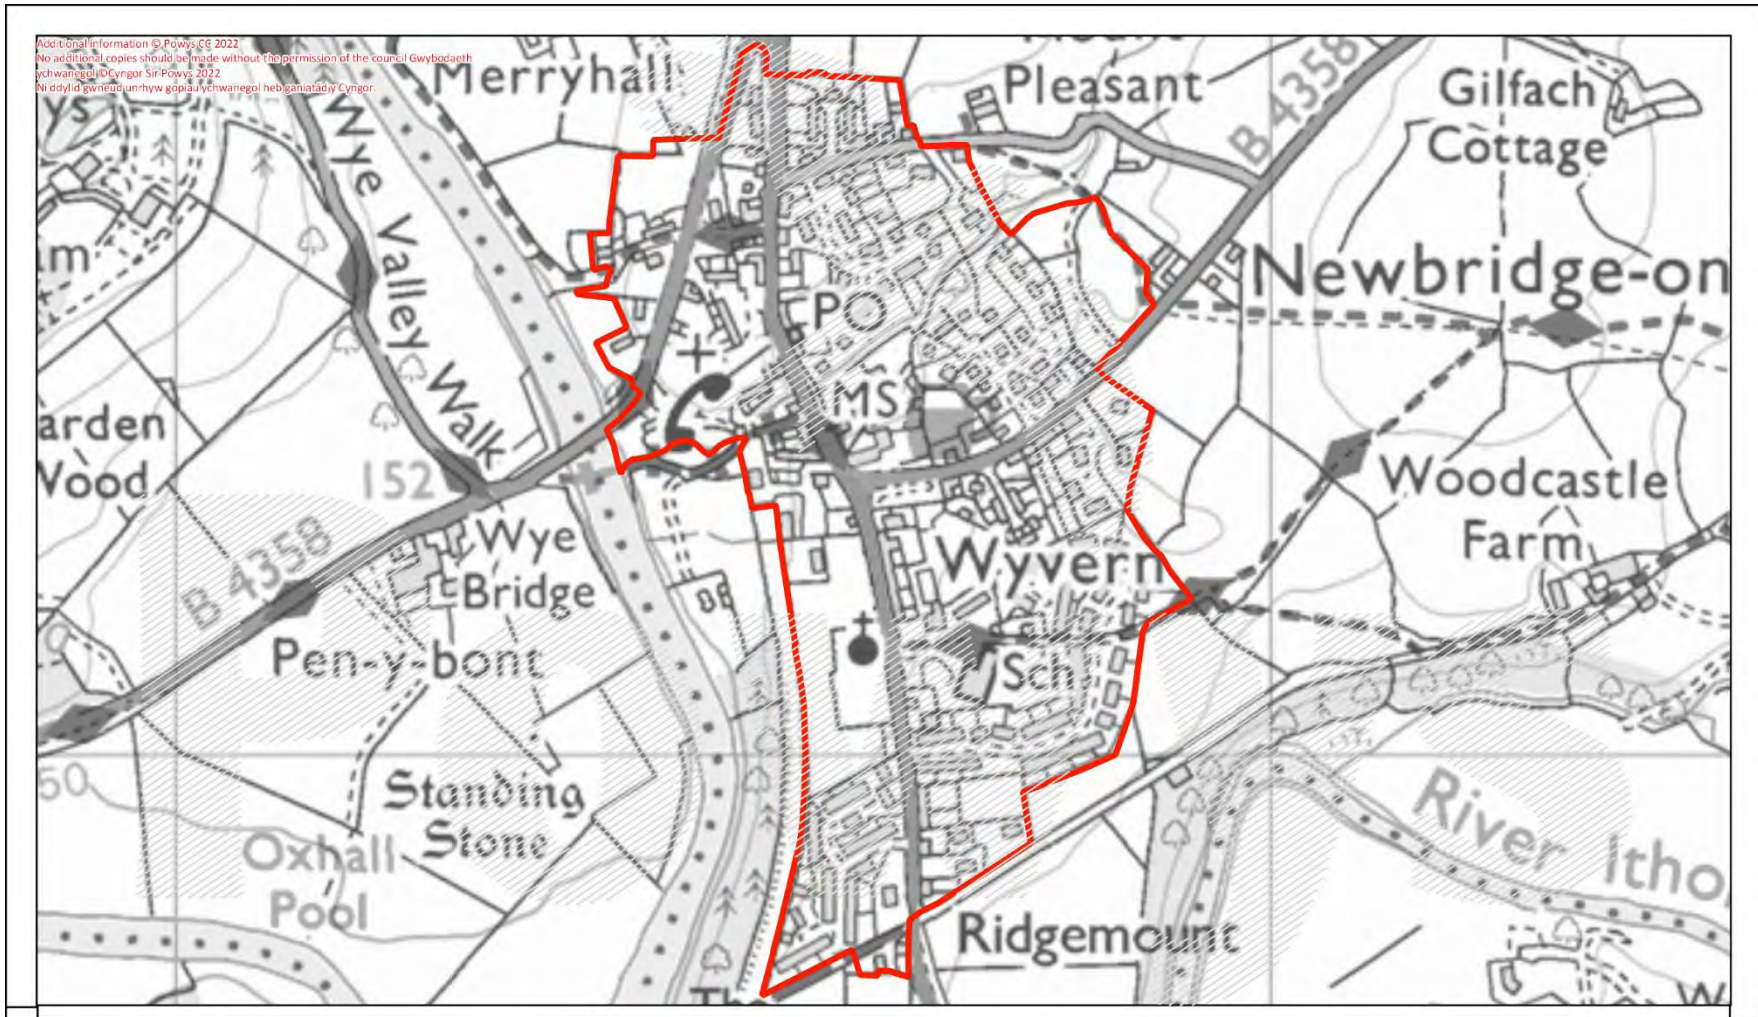 Additional information © Powys CC 2022
No additional copies should be made without the permission of the council Gwybodaeth
ychwanegol ©Cyngor Sir Powys 2022
Ni ddylid gwneud unrhyw gopïau ychwanegol heb ganiatâd y Cyngor.
Merryhall
Mount
Pleasant
B 4358
Gilfach
Cottage
Wye Valley Walk
Newbridge-on
PO
MS
152
Woodcastle
Farm
B 4358
Wye
Bridge
Wyvern
Pen-y-bont
Sch
50
Standing
Stone
Oxhall
Pool
River Itho
Ridgemount